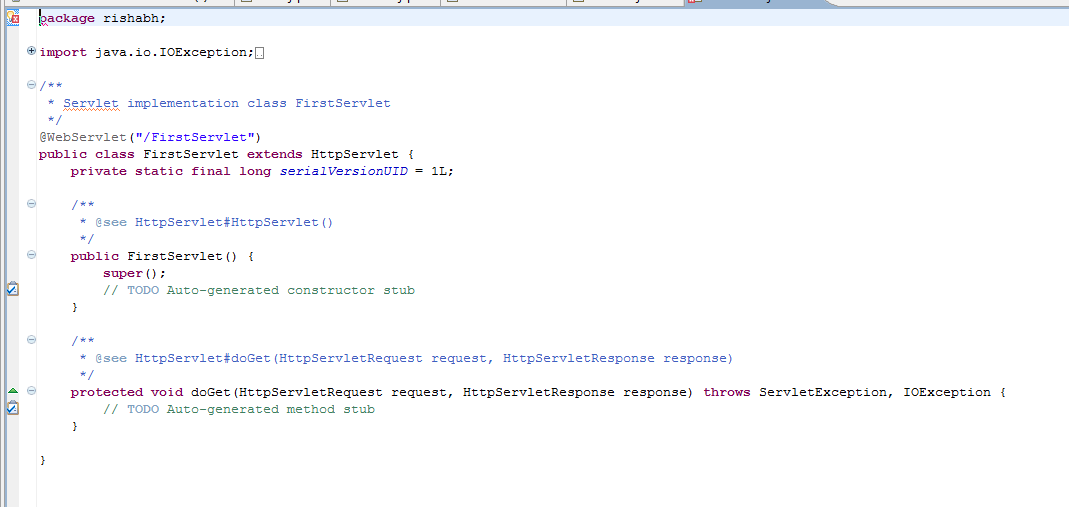 package rishabh;
import java.io.IOException;
/**
* Servlet implementation class FirstServlet
*/
@WebServlet("/FirstServlet")
public class FirstServlet extends HttpServlet {
private static final long serialVersionUID = 1L;
/**
* @see HttpServlet#HttpServlet()
*/
public FirstServlet() {
super();
// TODO Auto-generated constructor stub
}
/**
* @see HttpServlet#doGet(HttpServletRequest request, HttpServletResponse response)
*/
protected void doGet(HttpServletRequest request, HttpServletResponse response) throws ServletException, IOException {
// TODO Auto-generated method stub
}
}